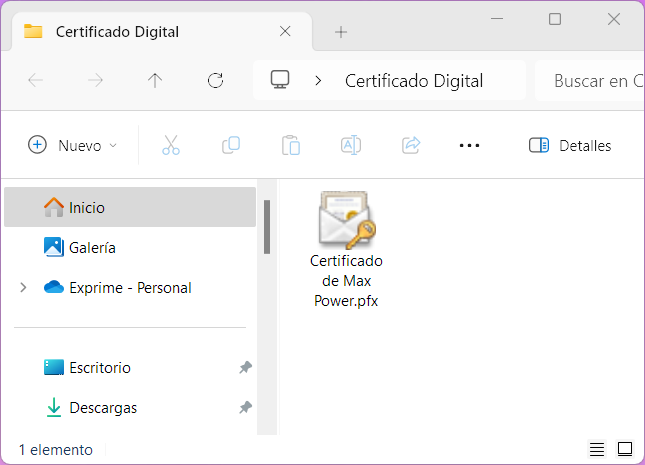 Certificado Digital
Certificado Digital
Buscar en C
Nuevo
Detalles
Inicio
Galería
Exprime - Personal
Escritorio
Descargas
Certificado
de Max
Power.pfx
1 elemento